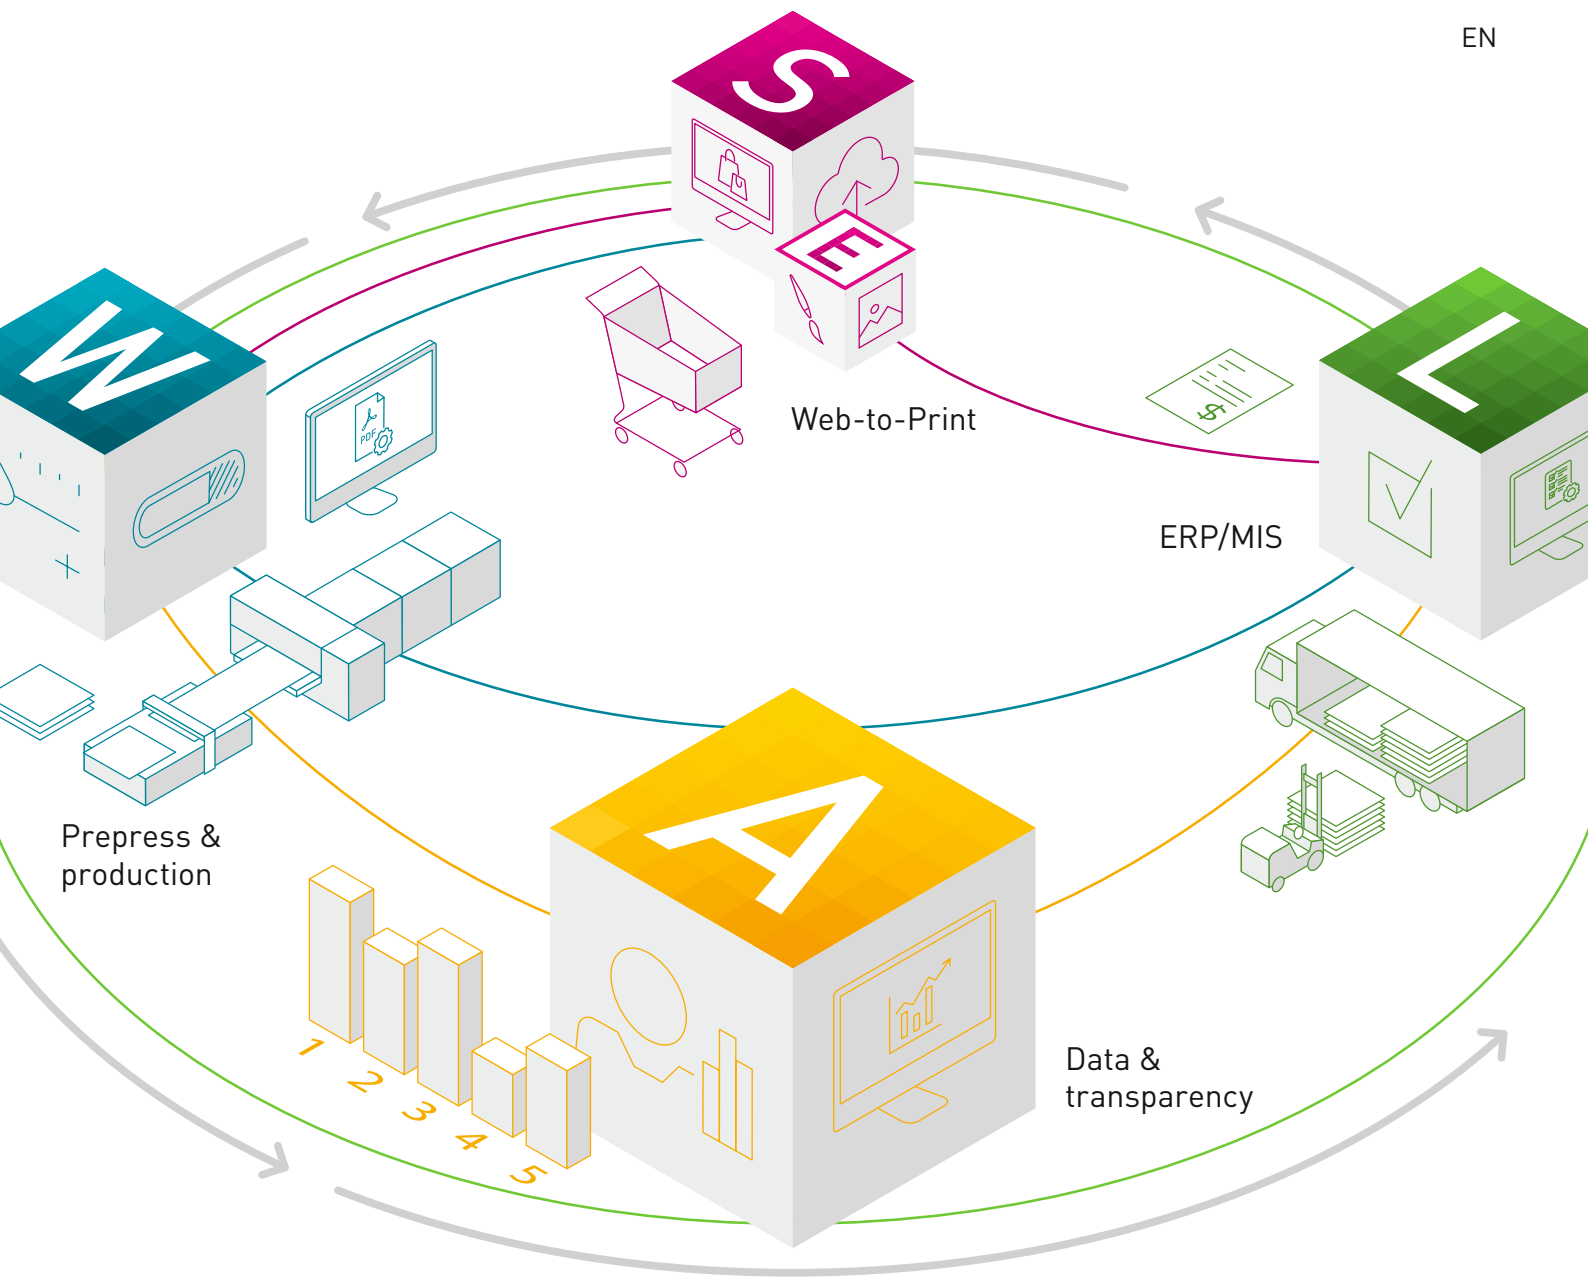 EN
S
E
W
PDF
Web-to-Print
$
L
ERP/MIS
A
Prepress &
production
1
2
3
4
5
Data &
transparency